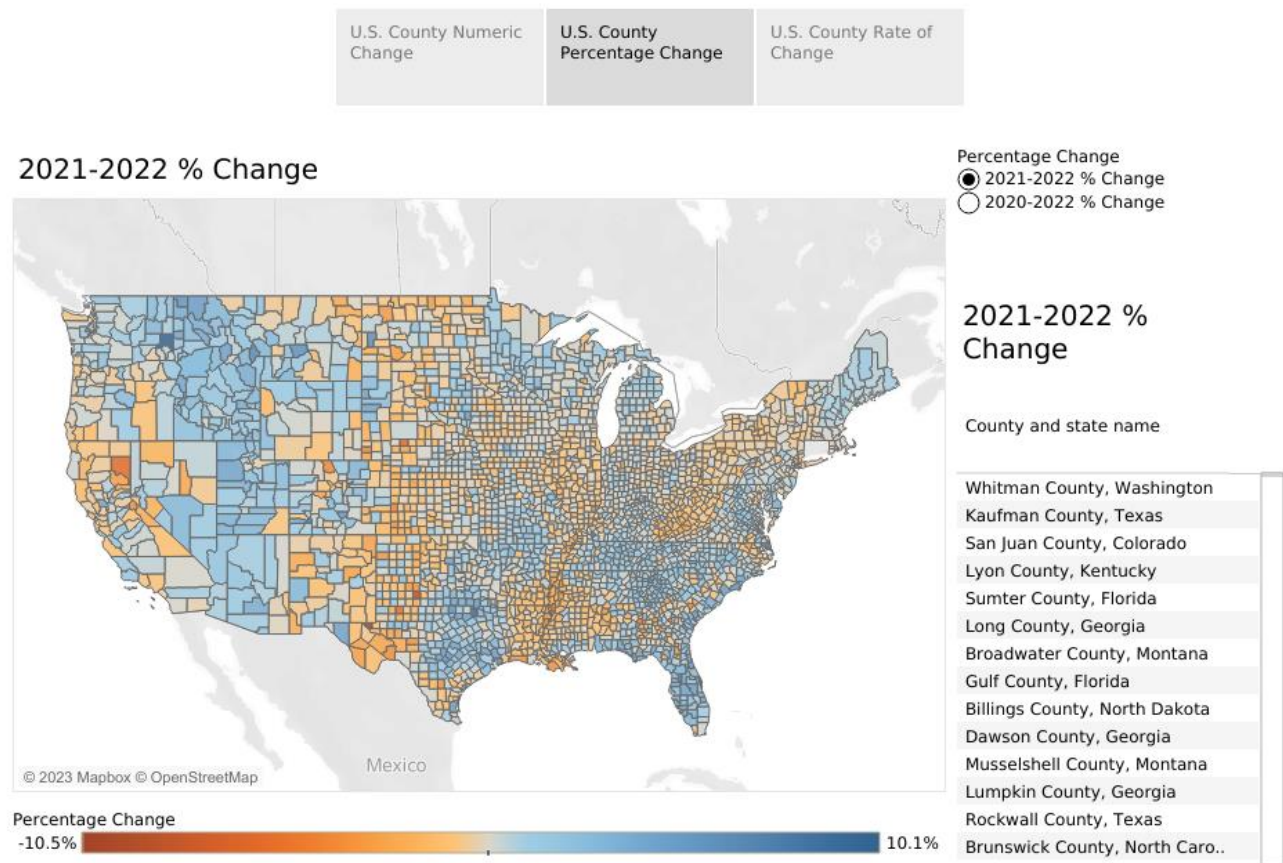 U.S. County Numeric
Change
U.S. County
Percentage Change
U.S. County Rate of
Change
2021-2022 % Change
Percentage Change
2021-2022 % Change
2020-2022 % Change
2021-2022 %
Change
County and state name
Whitman County, Washington
Kaufman County, Texas
San Juan County, Colorado
Lyon County, Kentucky
Sumter County, Florida
Long County, Georgia
Broadwater County, Montana
Gulf County, Florida
Billings County, North Dakota
Dawson County, Georgia
Musselshell County, Montana
Lumpkin County, Georgia
Rockwall County, Texas
Brunswick County, North Caro..
Mexico
© 2023 Mapbox © OpenStreetMap
Percentage Change
-10.5%
10.1%